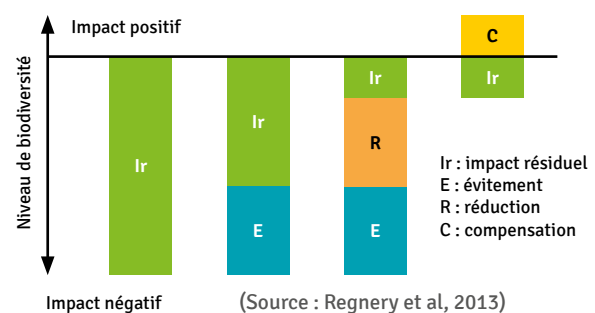 Impact positif
Niveau de biodiversité
Ir
Ir
E
Ir
R
E
C
Ir
Ir : impact résiduel
E : évitement
R : réduction
C : compensation
Impact négatif
(Source : Regnery et al, 2013)